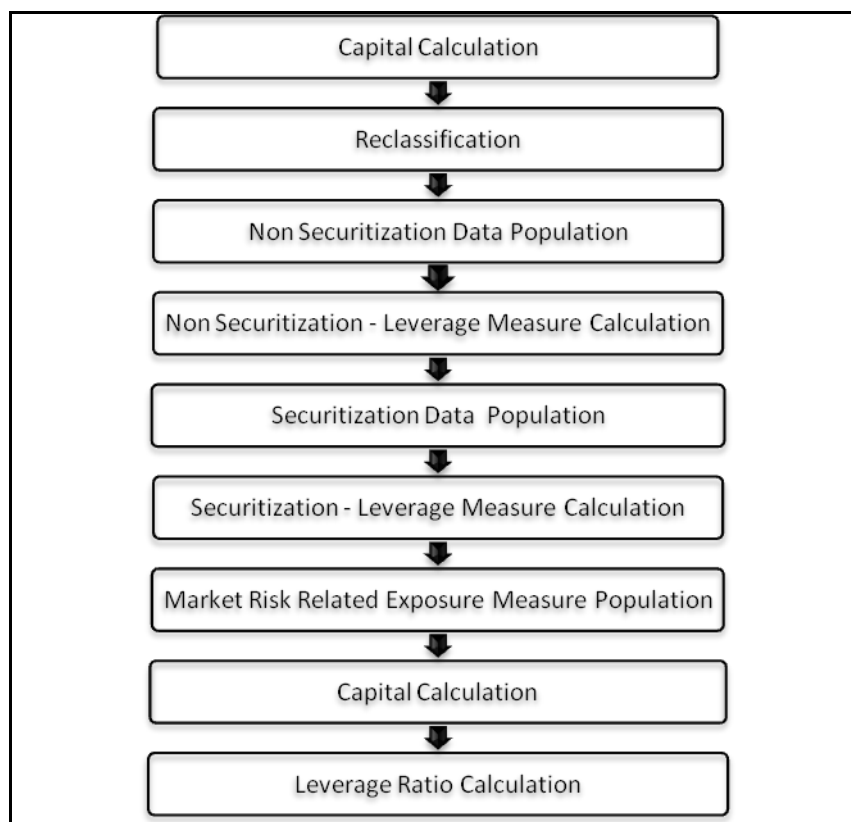 Capital Calculation
Reclassification
Non Securitization Data Population
Non Securitization - Leverage Measure Calculation
Securitization Data Population
Securitization - Leverage Measure Calculation
Market Risk Related Exposure Measure Population
Capital Calculation
Leverage Ratio Calculation